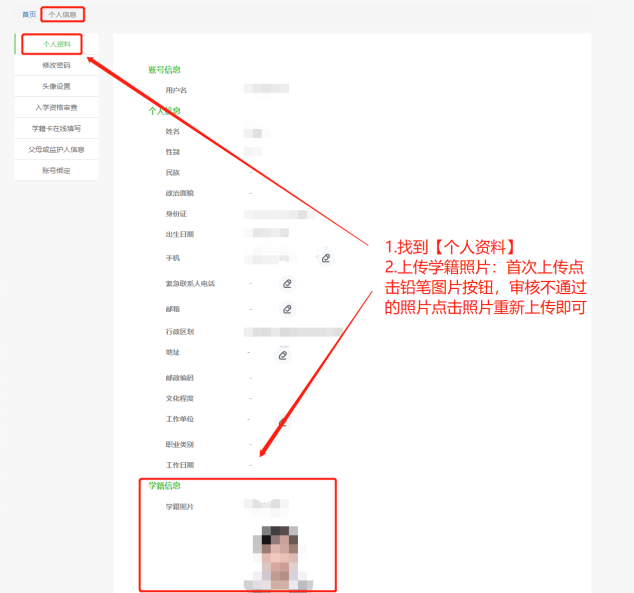 首页 个人信息
个人资料
修改密码
头像设置
入学资格审查
学籍卡在线填写
父母或监护人信息
账号绑定
账号信息
用户名
个人信息
姓名
性别
民族 -
政治面貌 -
身份证
出生日期
手机
紧急联系人电话 -
邮箱 -
行政区划
地址 -
邮政编码 -
文化程度 -
工作单位 -
职业类别 -
工作日期 -
学籍信息
学籍照片
1.找到【个人资料】
2.上传学籍照片：首次上传点
击铅笔图片按钮，审核不通过
的照片点击照片重新上传即可